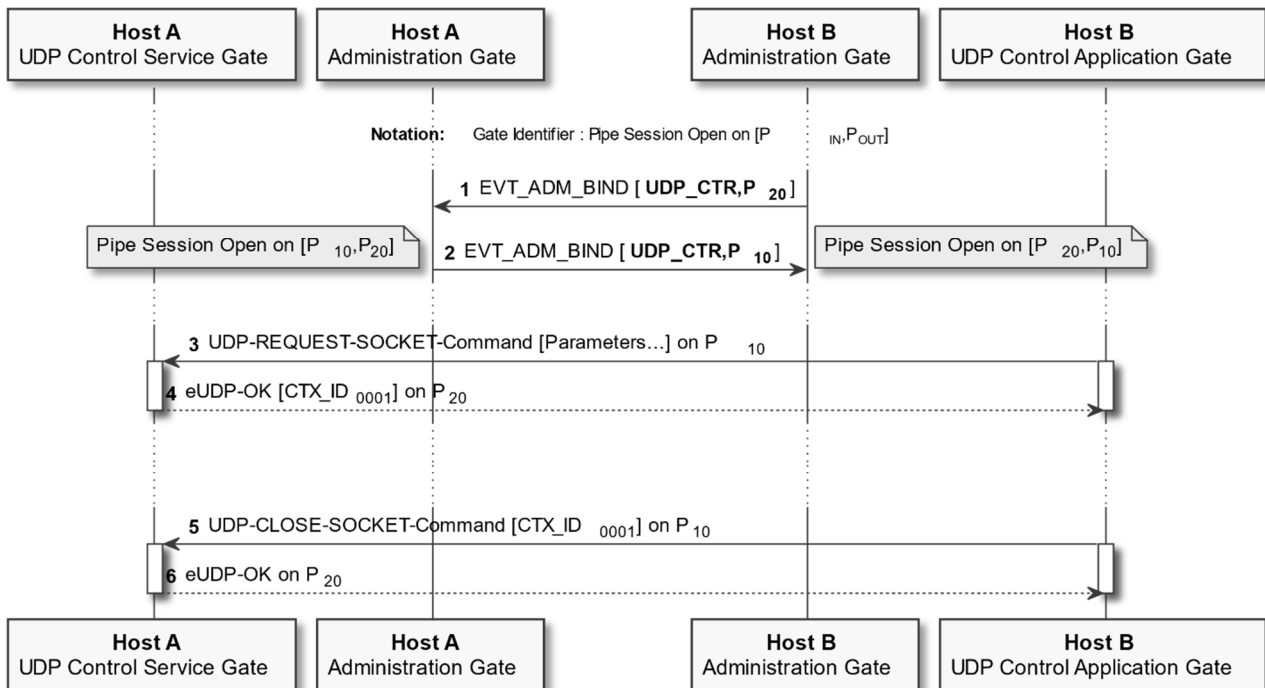 Host A
UDP Control Service Gate
Host A
Administration Gate
Host B
Administration Gate
Host B
UDP Control Application Gate
Notation: Gate Identifier : Pipe Session Open on [P IN,POUT]
1 EVT_ADM_BIND [ UDP_CTR,P 20]
Pipe Session Open on [P 10,P20]
2 EVT_ADM_BIND [ UDP_CTR,P 10]
Pipe Session Open on [P 20,P10]
3 UDP-REQUEST-SOCKET-Command [Parameters...] on P 10
4 eUDP-OK [CTX_ID 0001] on P20
5 UDP-CLOSE-SOCKET-Command [CTX_ID 0001] on P10
6 eUDP-OK on P 20
Host A
UDP Control Service Gate
Host A
Administration Gate
Host B
Administration Gate
Host B
UDP Control Application Gate